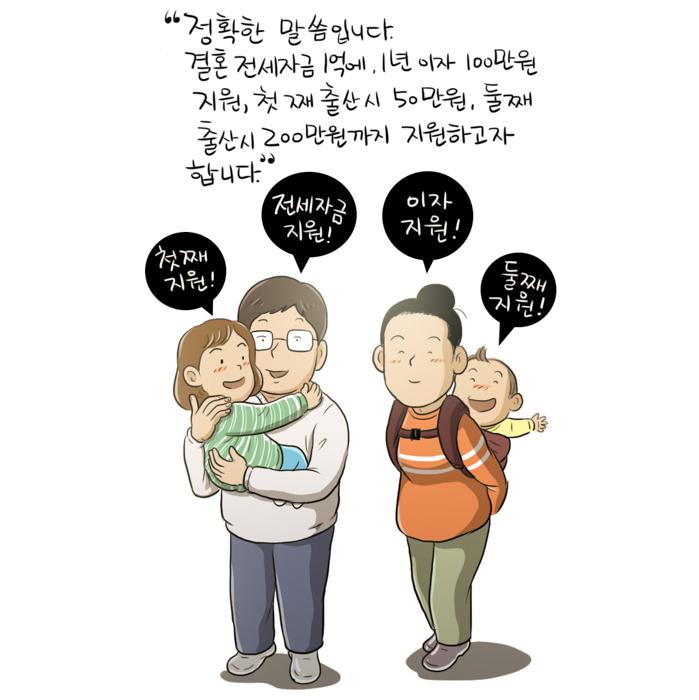 “정확한 말씀입니다.
결혼 전세자금 1억에, 1년 이자 100만원
지원, 첫째 출산시 50만원, 둘째
출산시 200만원까지 지원하고자
합니다.”
전세자금
지원!
이자
지원!
첫째
지원!
둘째
지원!